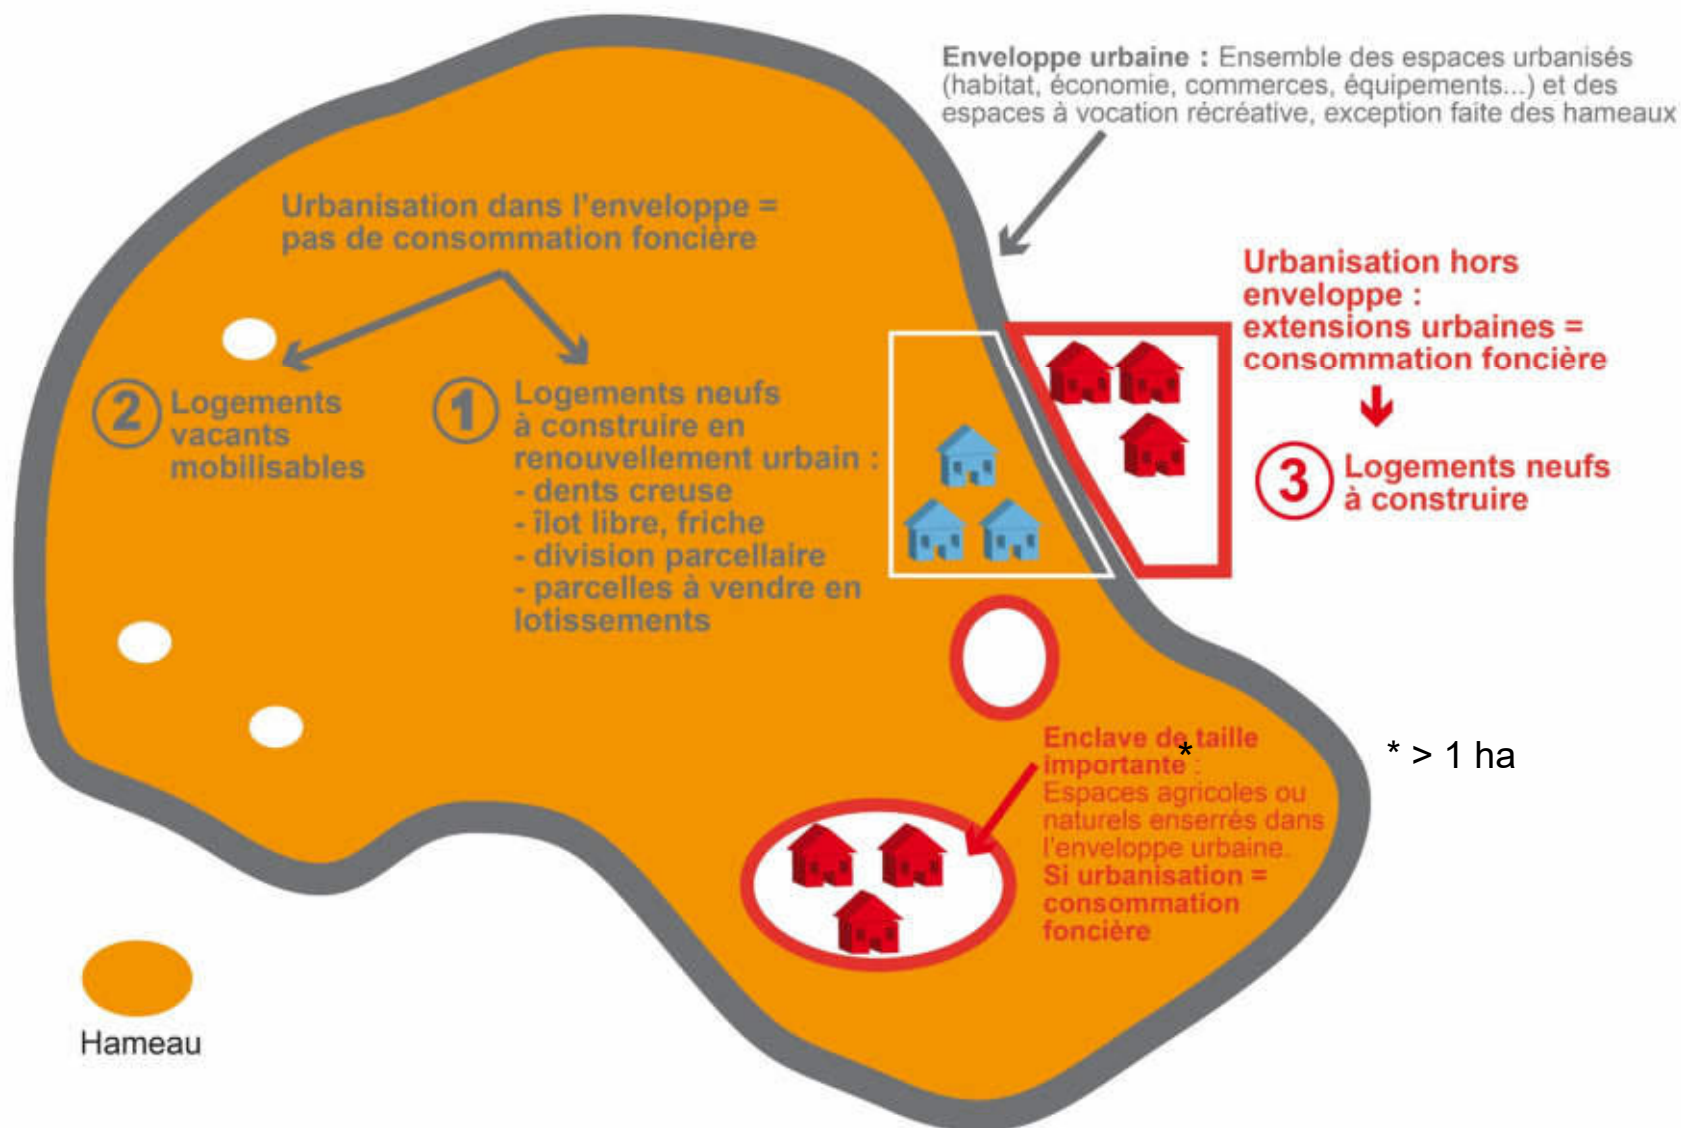 Enveloppe urbaine : Ensemble des espaces urbanisés
(habitat, économie, commerces, équipements...) et des
espaces à vocation récréative, exception faite des hameaux
Urbanisation dans l'enveloppe =
pas de consommation foncière
Urbanisation hors
enveloppe :
extensions urbaines =
consommation foncière
2
Logements
vacants
mobilisables
1
Logements neufs
à construire en
renouvellement urbain :
- dents creuse
- îlot libre, friche
- division parcellaire
- parcelles à vendre en
lotissements
3
Logements neufs
à construire
Enclave de taille
importante* :
Espaces agricoles ou
naturels enserrés dans
l'enveloppe urbaine.
Si urbanisation =
consommation
foncière
* > 1 ha
Hameau